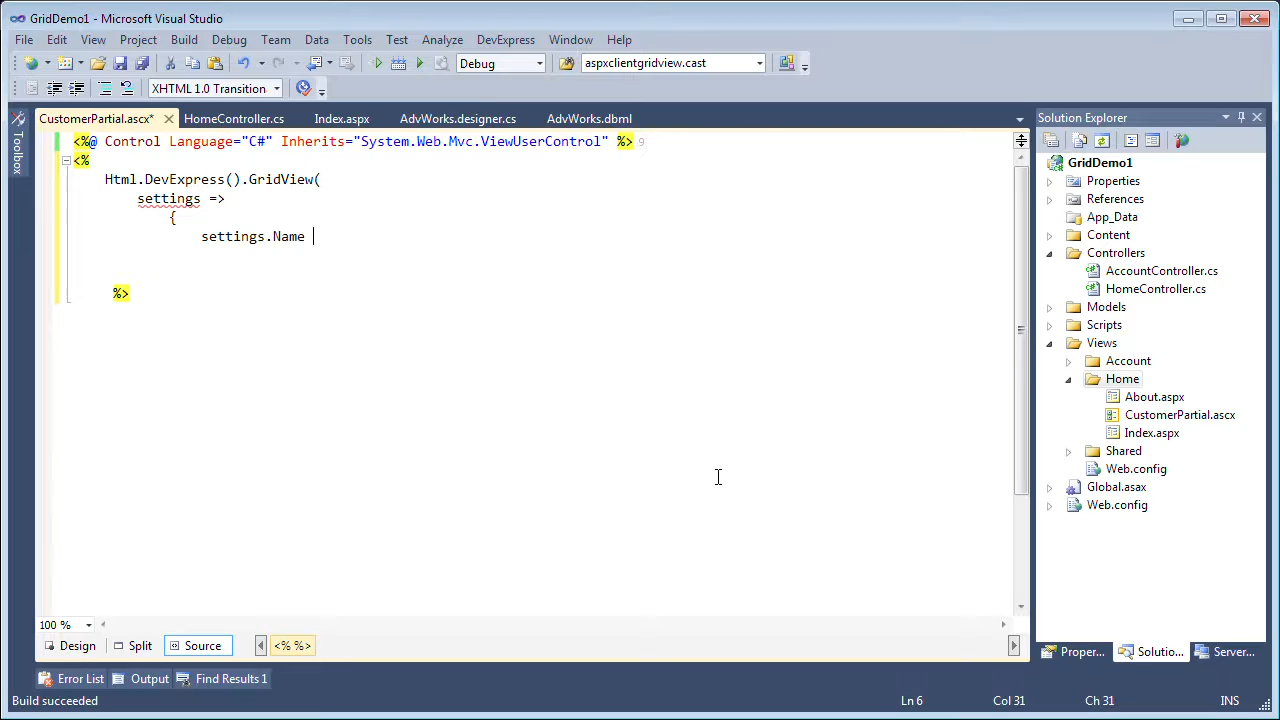 GridDemo1 - Microsoft Visual Studio
File Edit View Project Build Debug Team Data Tools Test Analyze DevExpress Window Help
Debug aspxclientgridview.cast
XHTML 1.0 Transition
CustomerPartial.ascx* HomeController.cs Index.aspx AdvWorks.designer.cs AdvWorks.dbml
Toolbox
<%@ Control Language="C#" Inherits="System.Web.Mvc.ViewUserControl" %> 9
<%
Html.DevExpress().GridView(
settings =>
{
settings.Name
%>
100 %
Design Split Source <% %>
Solution Explorer
GridDemo1
Properties
References
App_Data
Content
Controllers
AccountController.cs
HomeController.cs
Models
Scripts
Views
Account
Home
About.aspx
CustomerPartial.ascx
Index.aspx
Shared
Web.config
Global.asax
Web.config
Proper... Solutio... Server...
Error List Output Find Results 1
Build succeeded Ln 6 Col 31 Ch 31 INS